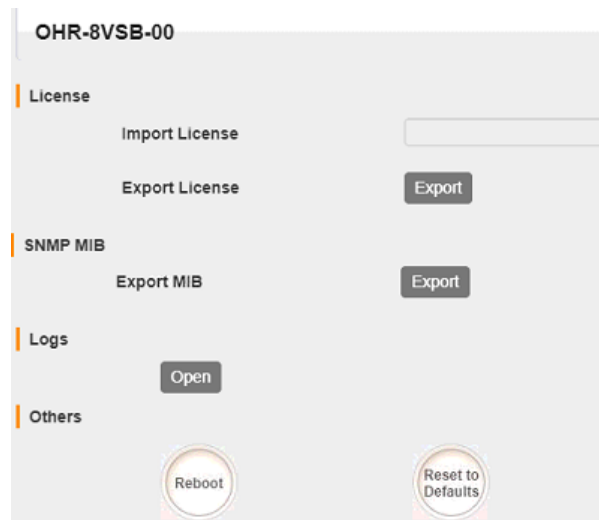 OHR-8VSB-00
License
Import License
Export License Export
SNMP MIB
Export MIB Export
Logs
Open
Others
Reboot
Reset to
Defaults